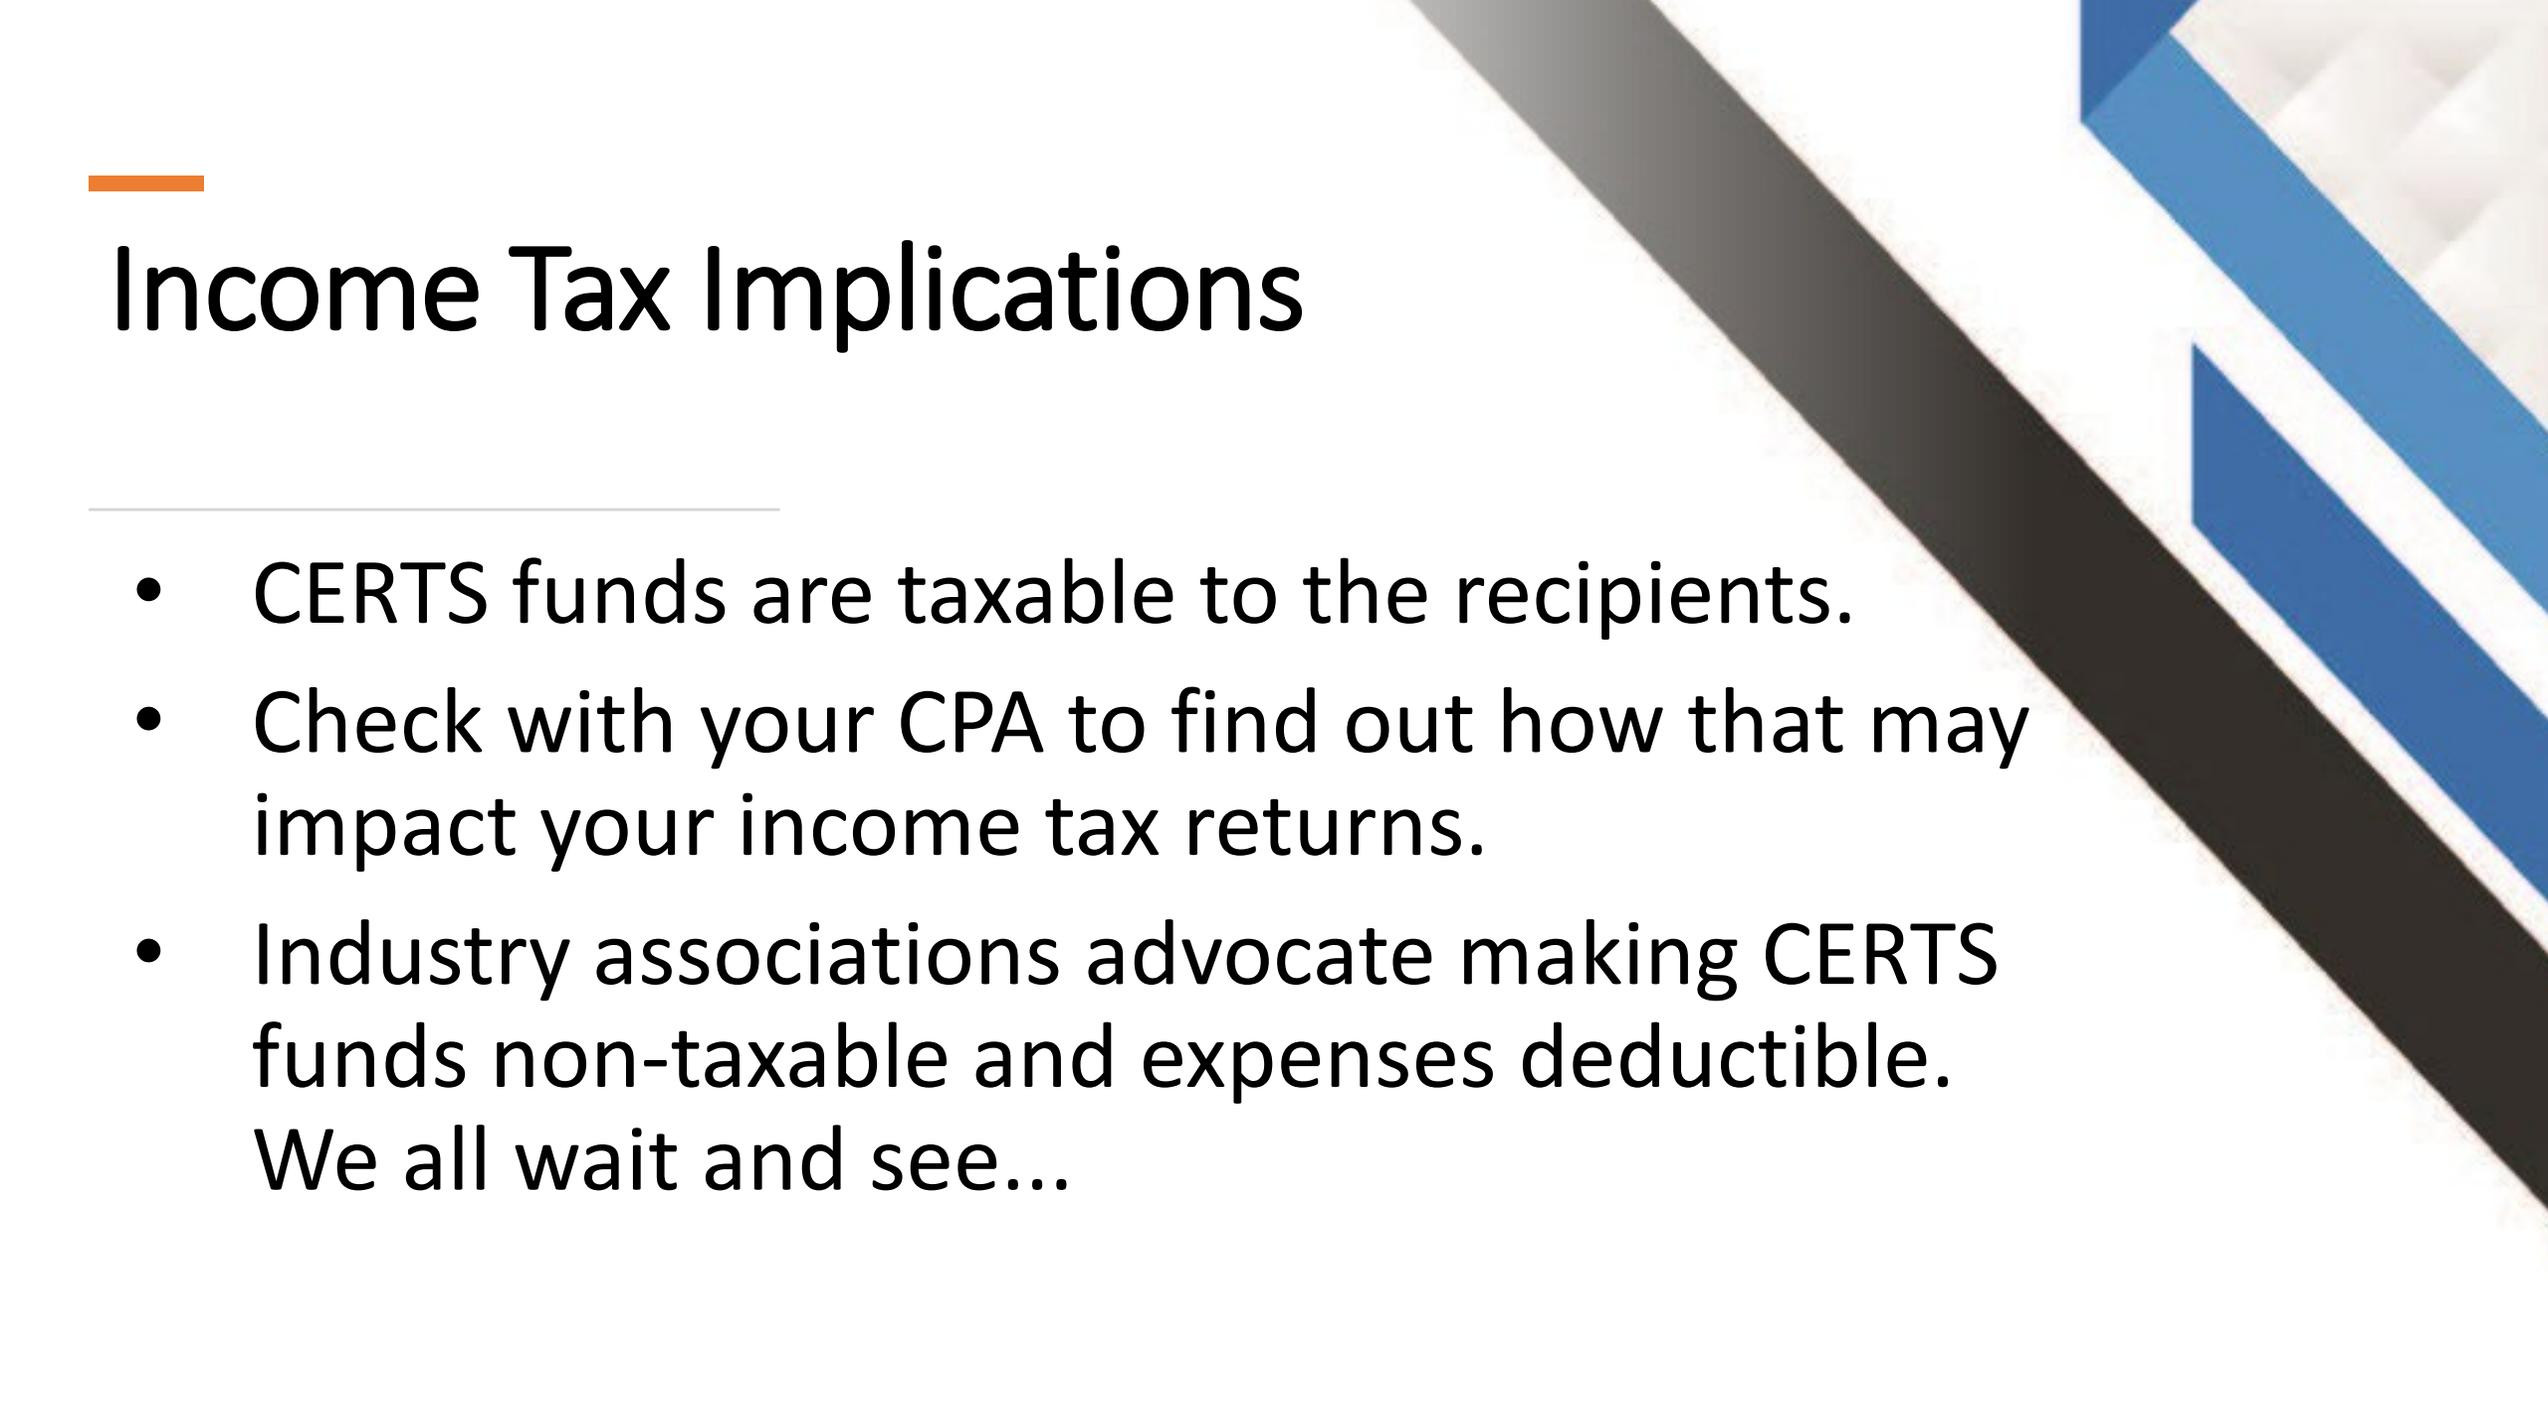 Income Tax Implications
• CERTS funds are taxable to the recipients.
• Check with your CPA to find out how that may
impact your income tax returns.
• Industry associations advocate making CERTS
funds non-taxable and expenses deductible.
We all wait and see...